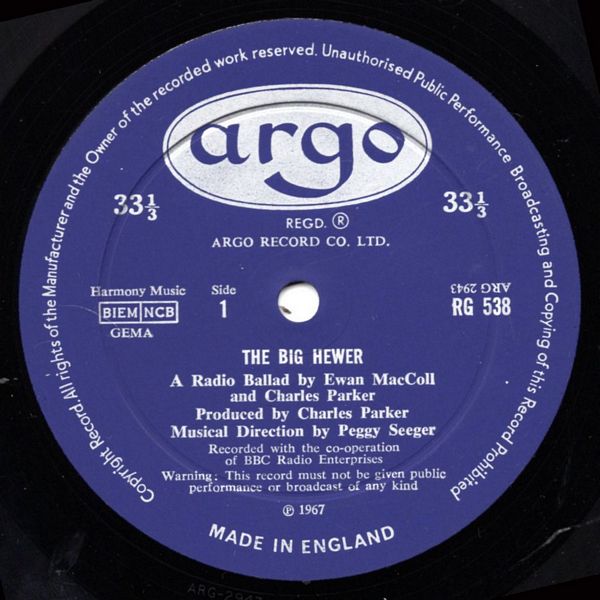 Copyright Record. All rights of the Manufacturer and the Owner of the recorded work reserved. Unauthorised Public Performance Broadcasting and Copying of this Record Prohibited
argo
33⅓
33⅓
REGD. ®
ARGO RECORD CO. LTD.
Harmony Music
BIEM NCB
GEMA
Side
1
ARG 2943
RG 538
THE BIG HEWER
A Radio Ballad by Ewan MacColl
and Charles Parker
Produced by Charles Parker
Musical Direction by Peggy Seeger
Recorded with the co-operation
of BBC Radio Enterprises
Warning: This record must not be given public
performance or broadcast of any kind
℗ 1967
MADE IN ENGLAND